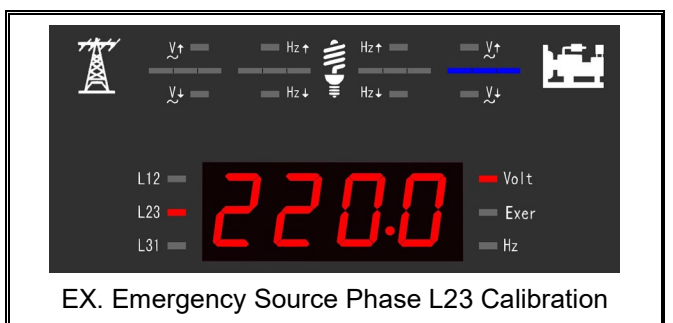 V↑ Hz↑ Hz↑ V↑
~ ~
V↓ Hz↓ Hz↓ V↓
~ ~
L12 Volt
L23 220.0 Exer
L31 Hz
EX. Emergency Source Phase L23 Calibration